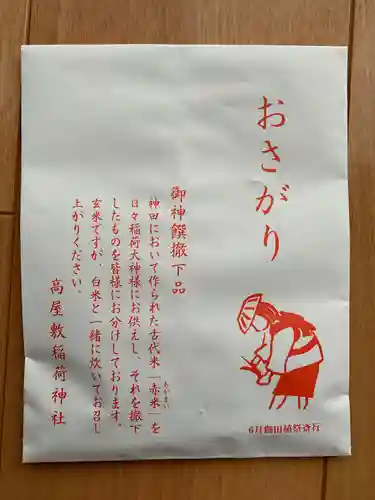 おさがり
御神饌撤下品
神田において作られた古代米「赤米」を
あかまい
日々稲荷大神様にお供えし、それを撤下
したものを皆様にお分けしております。
玄米ですが、白米と一緒に炊いてお召し
上がりください。
高屋敷稲荷神社
6月御田植祭斎行